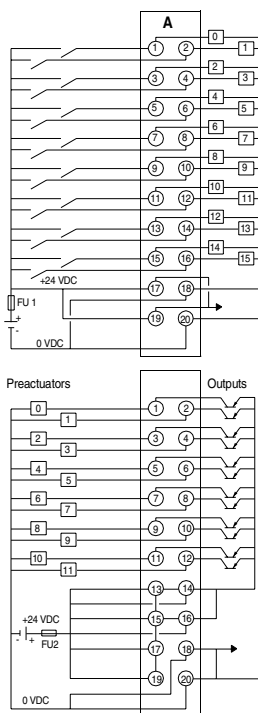 A
0
1 2 1
2
3 4 3
4
5 6 5
6
7 8 7
8
9 10 9
10
11 12 11
12
13 14 13
14
15 16 15
+24 VDC
17 18
FU 1
+
19 20
-
0 VDC
Preactuators Outputs
0 1 2
1
2 3 4
3
4 5 6
5
6 7 8
7
8 9 10
9
10 11 12
11
13 14
+24 VDC
15 16
- +
FU2
17 18
19 20
0 VDC